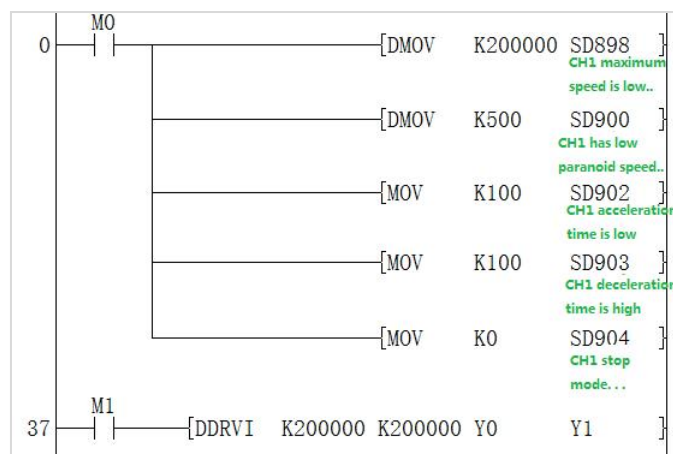 M0
0 [DMOV K200000 SD898 ]
CH1 maximum
speed is low..
[DMOV K500 SD900 ]
CH1 has low
paranoid speed..
[MOV K100 SD902 ]
CH1 acceleration
time is low
[MOV K100 SD903 ]
CH1 deceleration
time is high
[MOV K0 SD904 ]
CH1 stop
mode. . .
M1
37 [DDRVI K200000 K200000 Y0 Y1 ]